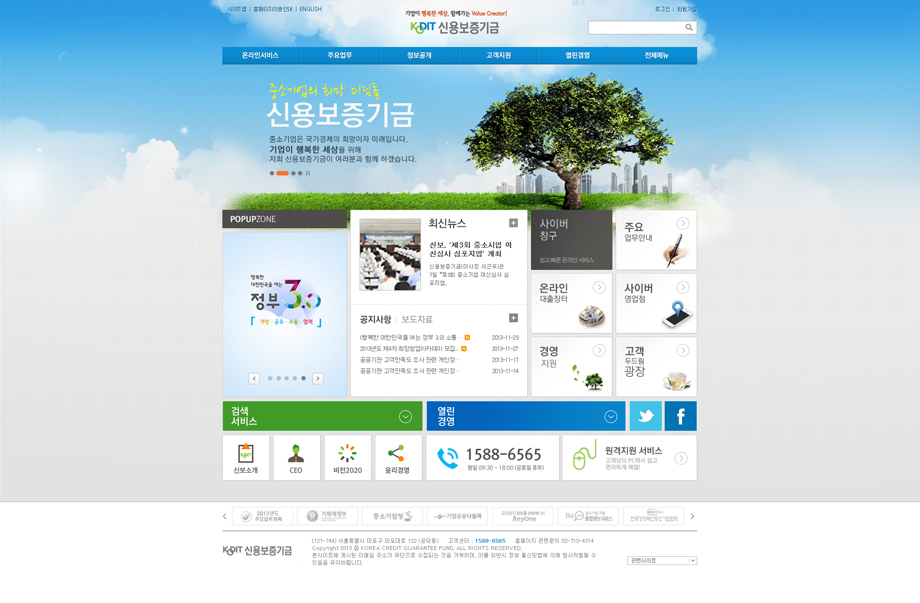 사이트맵 | 홈페이지이용안내 | ENGLISH
기업이 행복한 세상, 함께가는 Value Creator!
로그인 | 회원가입
KODIT 신용보증기금
온라인서비스
주요업무
정보공개
고객지원
열린경영
전체메뉴
중소기업의 희망 디딤돌
신용보증기금
중소기업은 국가경제의 희망이자 미래입니다.
기업이 행복한 세상을 위해
저희 신용보증기금이 여러분과 함께 하겠습니다.
POPUPZONE
행복한
대한민국을 여는
정부 3.0
개방·공유·소통·협력
최신뉴스
신보, '제3회 중소시업 여
신심사 심포지엄' 개최
신용보증기금(이사장 서근우)은
7일 "제3회 중소기업 여신심사 심
포지엄,
공지사항 | 보도자료
(행복한 대한민국을 여는 정부 3.0) 소통··· 2013-11-29
2013년도 제4차 희망창업아카데미 모집.. 2013-11-27
공공기관 고객만족도 조사 관련 개인정··· 2013-11-17
공공기관 고객만족도 조사 관련 개인정··· 2013-11-14
사이버
창구
쉽고 빠른 온라인 서비스
주요
업무안내
온라인
대출장터
사이버
영업점
경영
지원
고객
두드림
광장
검색
서비스
열린
경영
신보소개
CEO
비전2020
윤리경영
1588-6565
평일 09:30 ~ 18:00 (공휴일 휴무)
원격지원 서비스
고객님의 PC에서 쉽고
편리하게 해결!
2013년도
주요업무계획
기획재정부
중소기업청
기업금융나들목
AnyOne
KODIT 신용보증기금
(121-744) 서울특별시 마포구 마포대로 122 (공덕동) 고객센터 : 1588-6565 홈페이지 관련문의 02-710-4314
Copyright 2013 ⓒ KOREA CREDIT GUARANTEE FUND, ALL RIGHTS RESERVED.
본사이트에 게시된 이메일 주소가 무단으로 수집되는 것을 거부하며, 이를 위반시 정보 통신망법에 의해 형사처벌될 수
있음을 유의바랍니다.
관련사이트